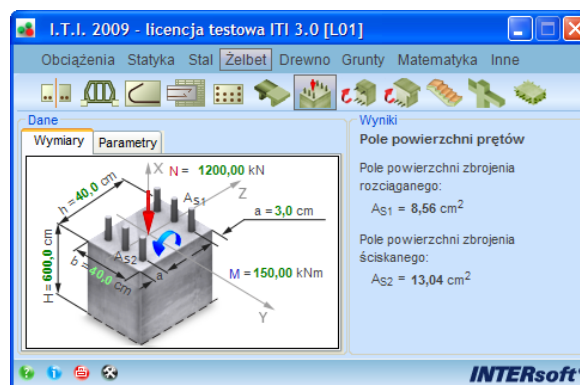 I.T.I. 2009 - licencja testowa ITI 3.0 [L01]
Obciążenia Statyka Stal Żelbet Drewno Grunty Matematyka Inne
Dane
Wymiary Parametry
X N = 1200,00 kN
h = 40,0 cm
AS1
Z
a = 3,0 cm
H = 600,0 cm
b = 40,0 cm
AS2
a
M = 150,00 kNm
Y
Wyniki
Pole powierzchni prętów
Pole powierzchni zbrojenia
rozciąganego:
AS1 = 8,56 cm²
Pole powierzchni zbrojenia
ściskanego:
AS2 = 13,04 cm²
INTERsoft